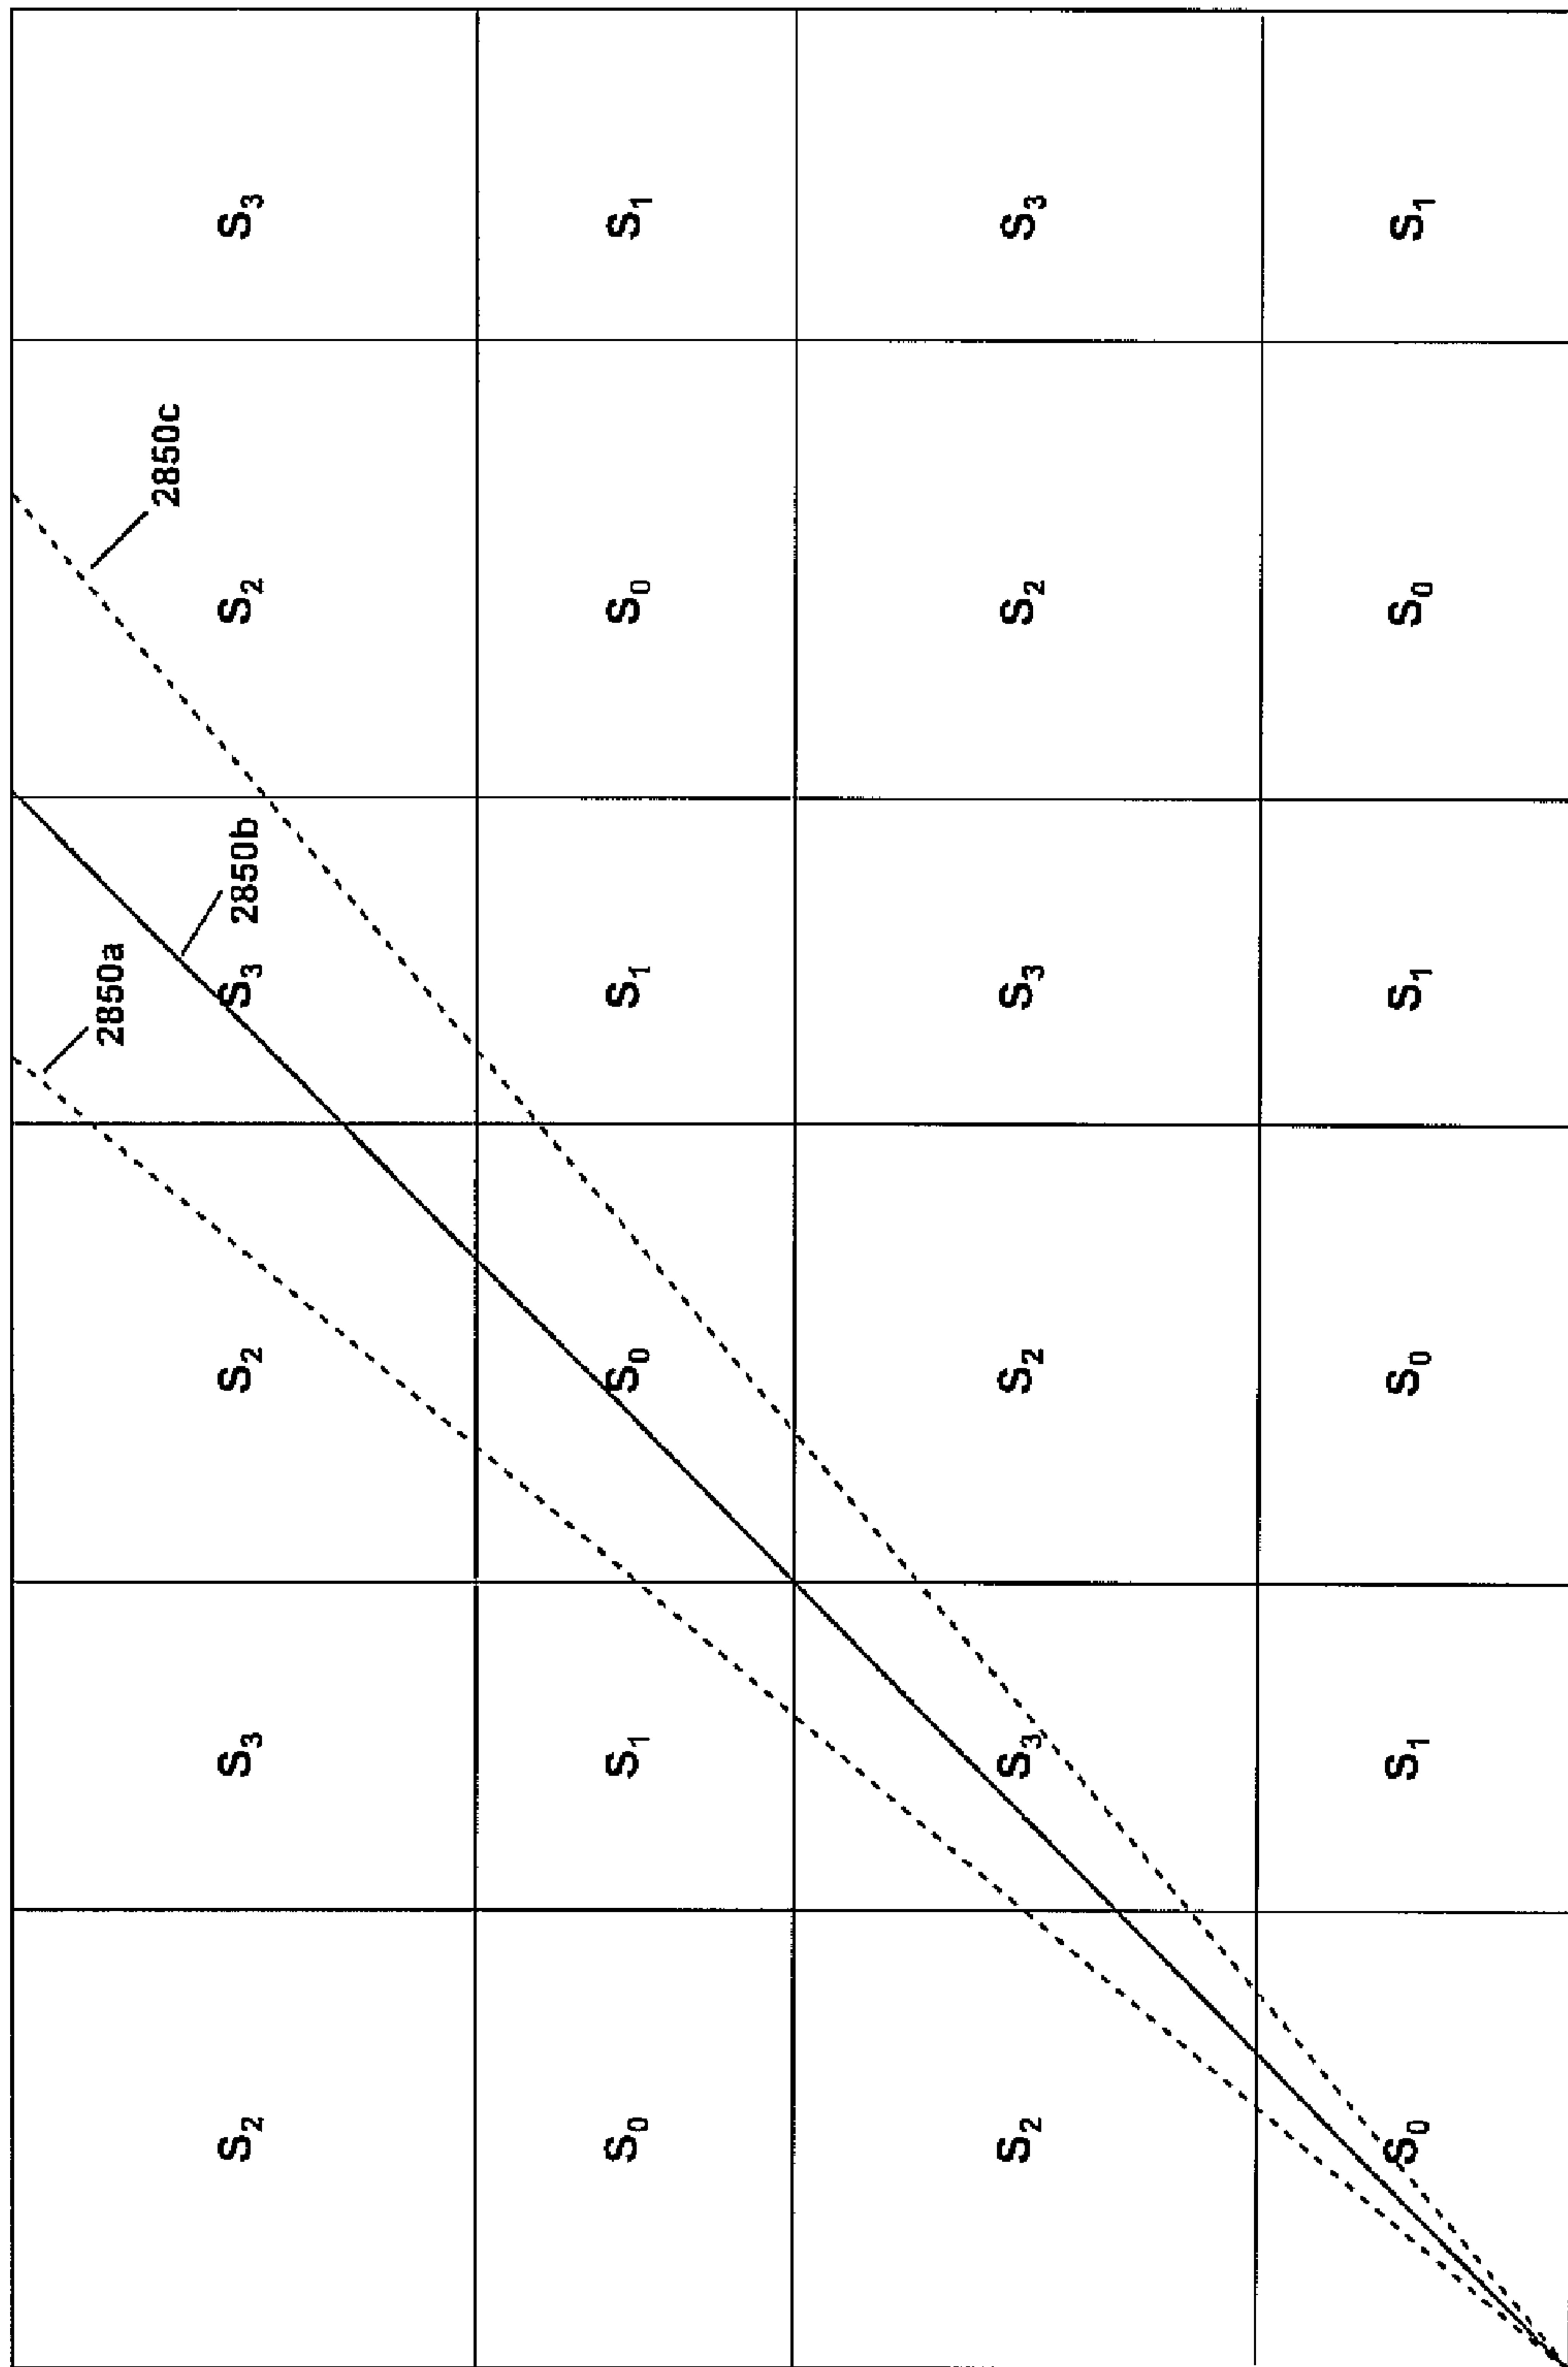 2850a
2850c
S₂ S₃ S₂ S₃ 2850b S₂ S₃
S₀ S₁ S₀ S₁ S₀ S₁
S₂ S₃ S₂ S₃ S₂ S₃
S₀ S₁ S₀ S₁ S₀ S₁